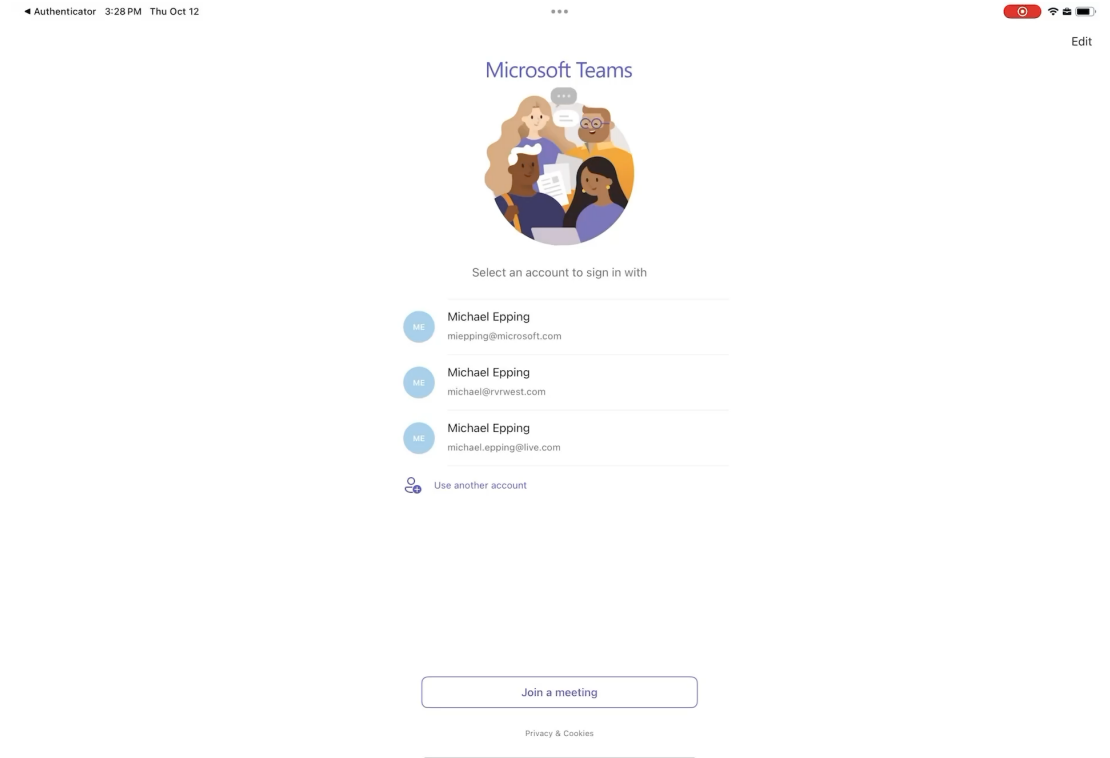 ◀ Authenticator 3:28 PM Thu Oct 12
Edit
Microsoft Teams
Select an account to sign in with
ME
Michael Epping
miepping@microsoft.com
ME
Michael Epping
michael@rvrwest.com
ME
Michael Epping
michael.epping@live.com
Use another account
Join a meeting
Privacy & Cookies